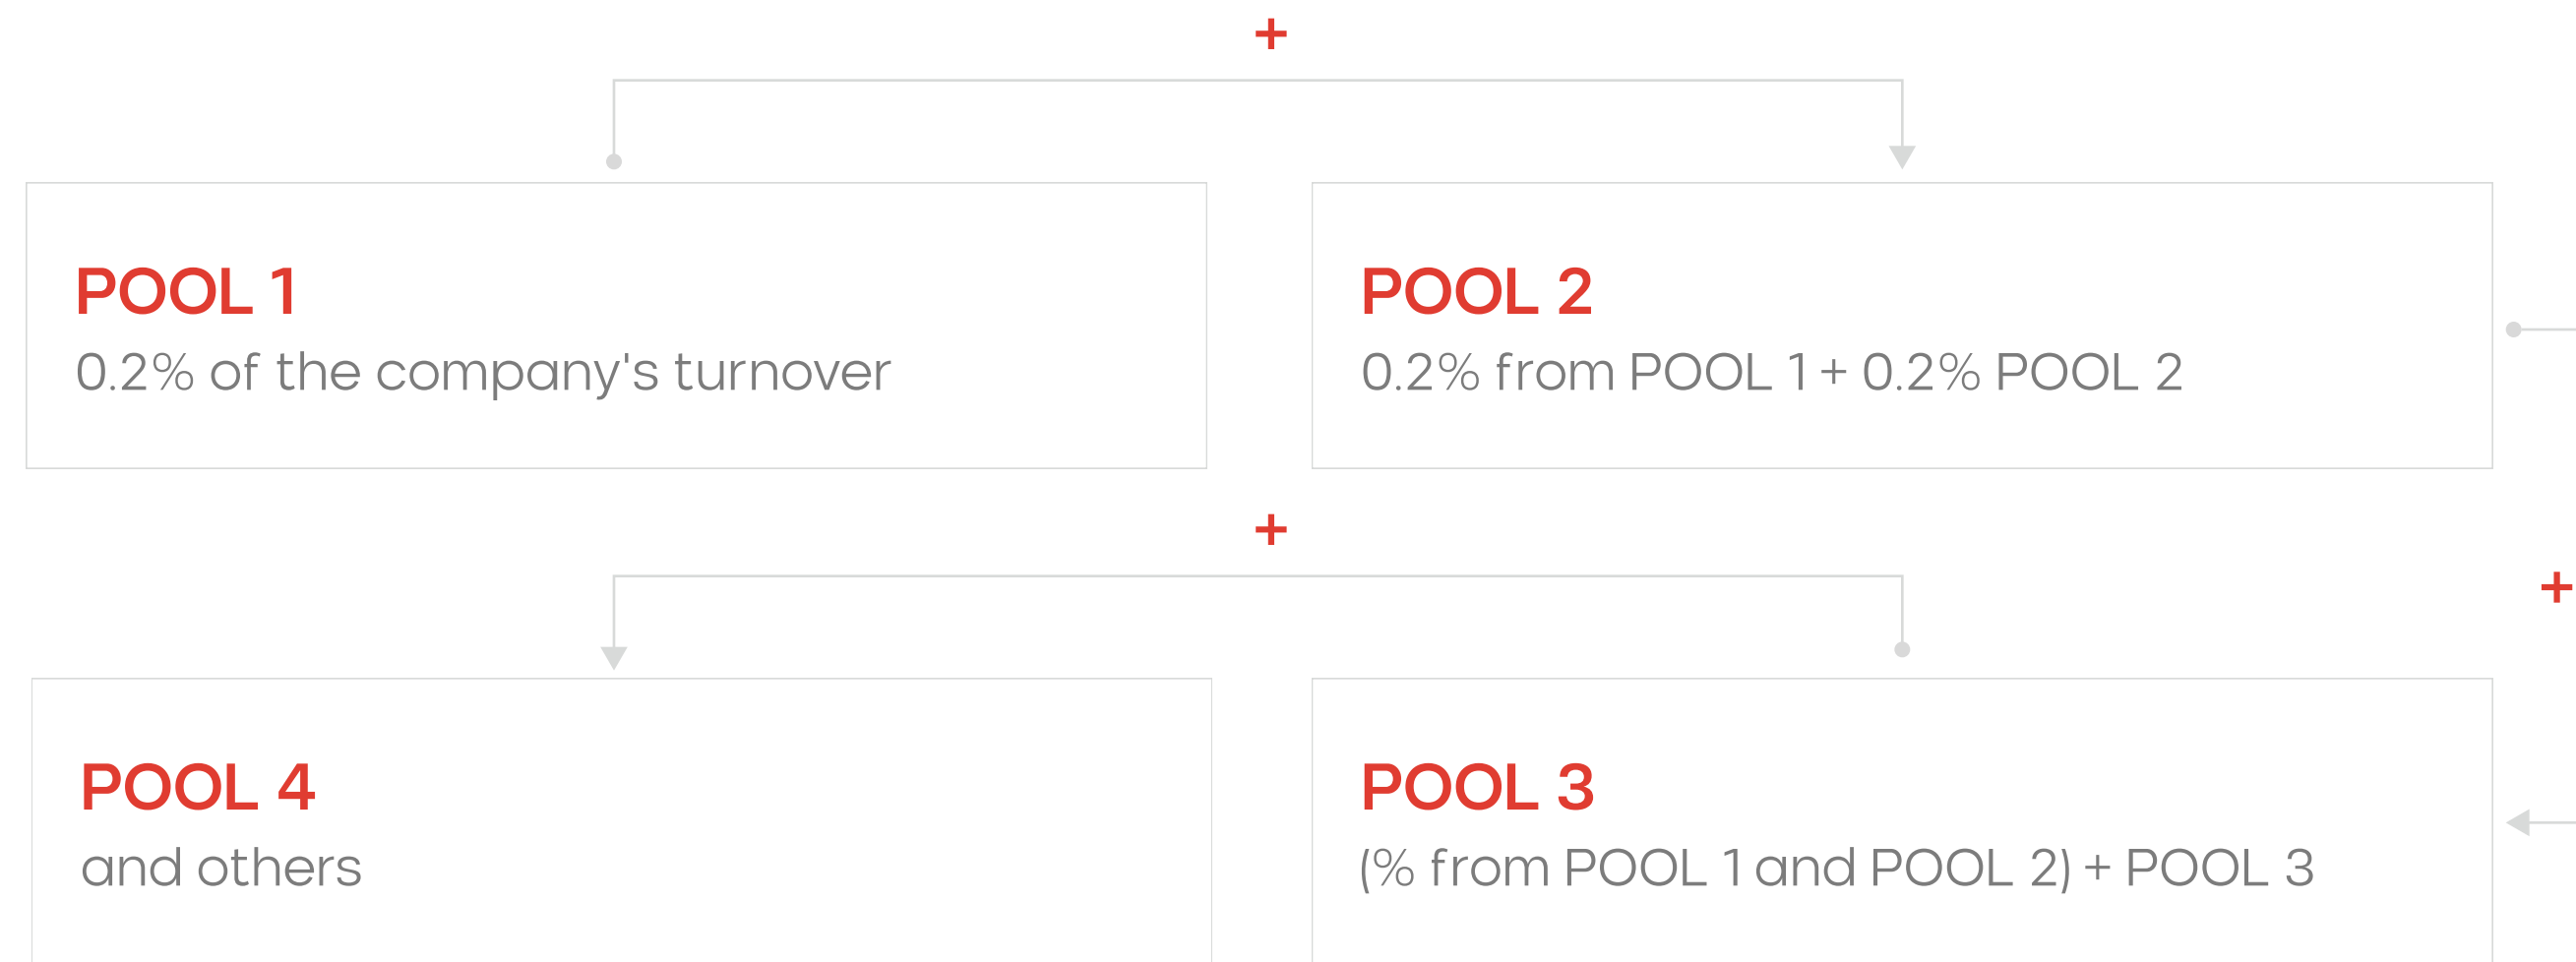 +
POOL 1
0.2% of the company's turnover
POOL 2
0.2% from POOL 1 + 0.2% POOL 2
+
+
POOL 4
and others
POOL 3
(% from POOL 1 and POOL 2) + POOL 3